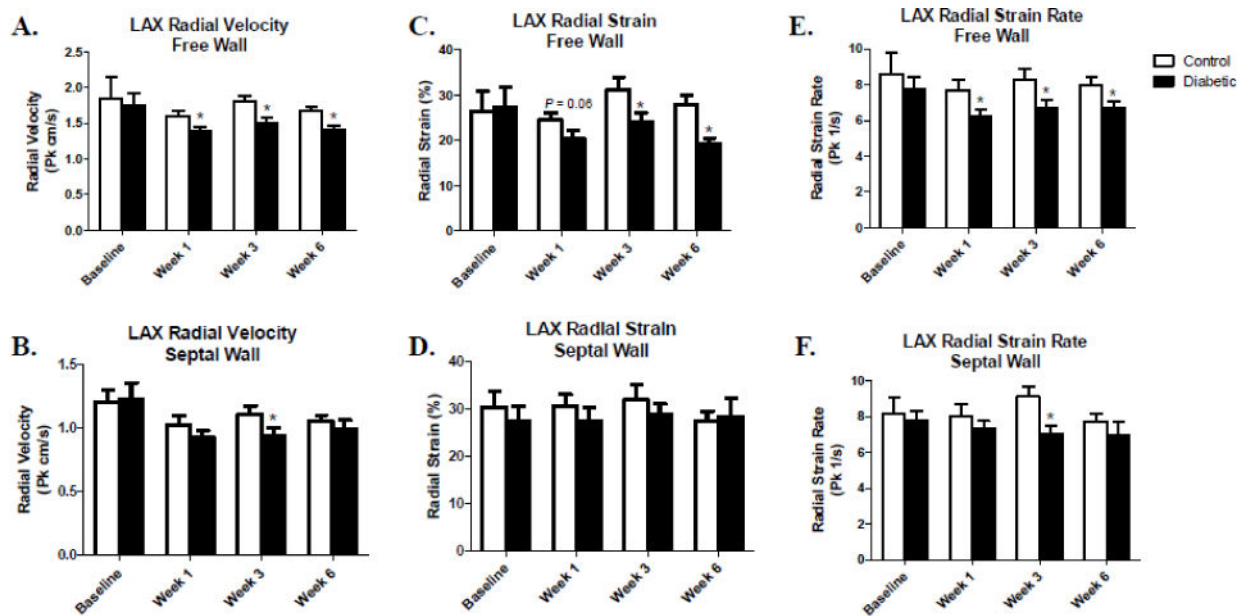 A.
LAX Radial Velocity
Free Wall
Radial Velocity
(Pk cm/s)
2.5
2.0
1.5
1.0
0.5
0.0
*
*
*
Baseline
Week 1
Week 3
Week 6
C.
LAX Radial Strain
Free Wall
Radial Strain (%)
40
30
20
10
0
P = 0.06
*
*
Baseline
Week 1
Week 3
Week 6
E.
LAX Radial Strain Rate
Free Wall
Radial Strain Rate
(Pk 1/s)
10
8
6
4
2
0
*
*
*
Baseline
Week 1
Week 3
Week 6
Control
Diabetic
B.
LAX Radial Velocity
Septal Wall
Radial Velocity
(Pk cm/s)
1.5
1.0
0.5
0.0
*
Baseline
Week 1
Week 3
Week 6
D.
LAX Radial Strain
Septal Wall
Radial Strain (%)
40
30
20
10
0
Baseline
Week 1
Week 3
Week 6
F.
LAX Radial Strain Rate
Septal Wall
Radial Strain Rate
(Pk 1/s)
10
8
6
4
2
0
*
Baseline
Week 1
Week 3
Week 6